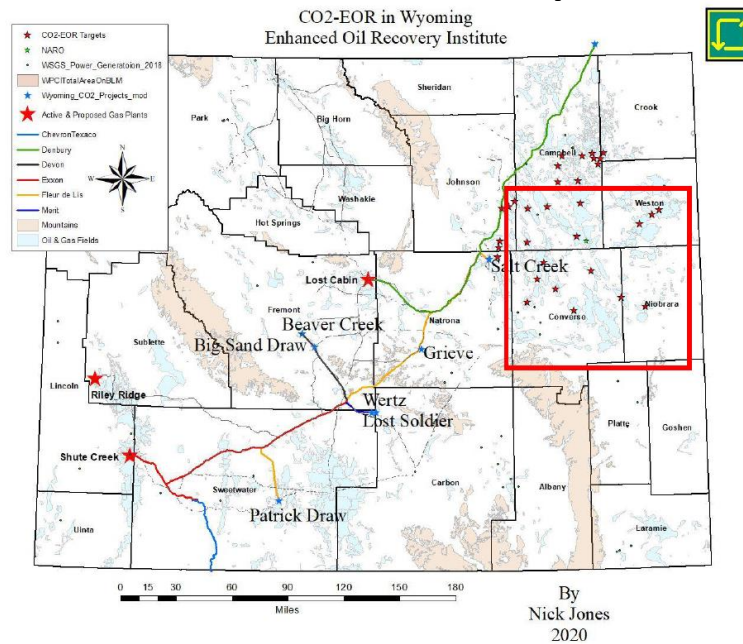 CO2-EOR in Wyoming
Enhanced Oil Recovery Institute
CO2-EOR Targets
NARO
WSGS_Power_Generatioin_2018
WPCITotalAreaOnBLM
Wyoming_CO2_Projects_mod
Active & Proposed Gas Plants
ChevronTexaco
Denbury
Devon
Exxon
Fleur de Lis
Merit
Mountains
Oil & Gas Fields
N
W
E
S
Sheridan
Crook
Park
Big Horn
Campbell
Johnson
Washakie
Weston
Hot Springs
Salt Creek
Lost Cabin
Fremont
Natrona
Niobrara
Converse
Beaver Creek
Sublette
Big Sand Draw
Grieve
Lincoln
Riley Ridge
Wertz
Lost Soldier
Platte
Goshen
Shute Creek
Sweetwater
Carbon
Albany
Patrick Draw
Uinta
Laramie
0 15 30 60 90 120 150 180
Miles
By
Nick Jones
2020